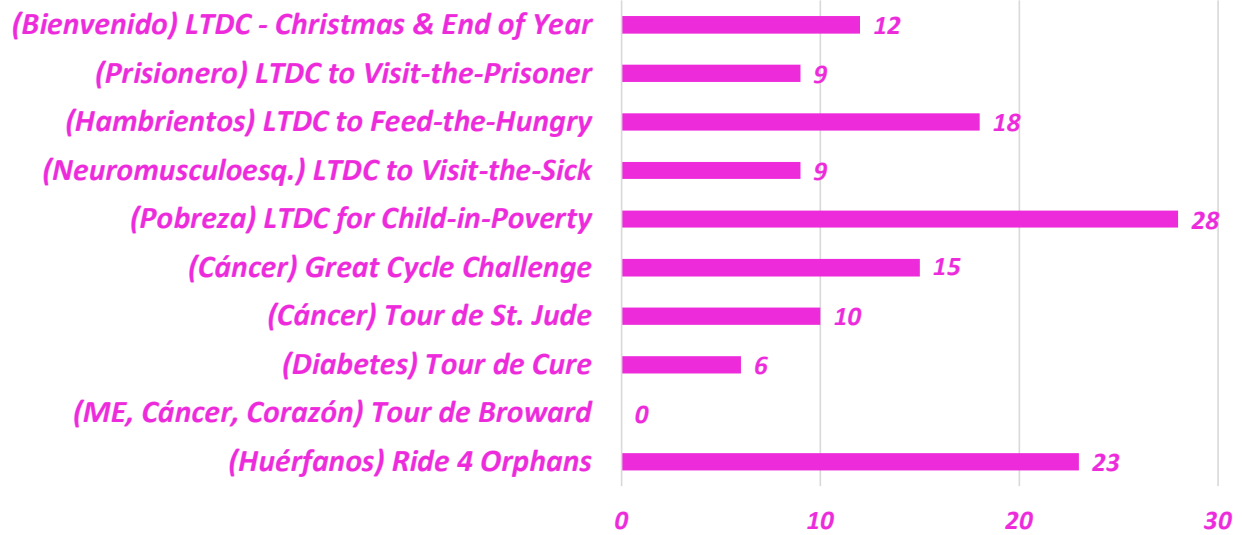 (Bienvenido) LTDC - Christmas & End of Year 12
(Prisionero) LTDC to Visit-the-Prisoner 9
(Hambrientos) LTDC to Feed-the-Hungry 18
(Neuromusculoesq.) LTDC to Visit-the-Sick 9
(Pobreza) LTDC for Child-in-Poverty 28
(Cáncer) Great Cycle Challenge 15
(Cáncer) Tour de St. Jude 10
(Diabetes) Tour de Cure 6
(ME, Cáncer, Corazón) Tour de Broward 0
(Huérfanos) Ride 4 Orphans 23
0 10 20 30